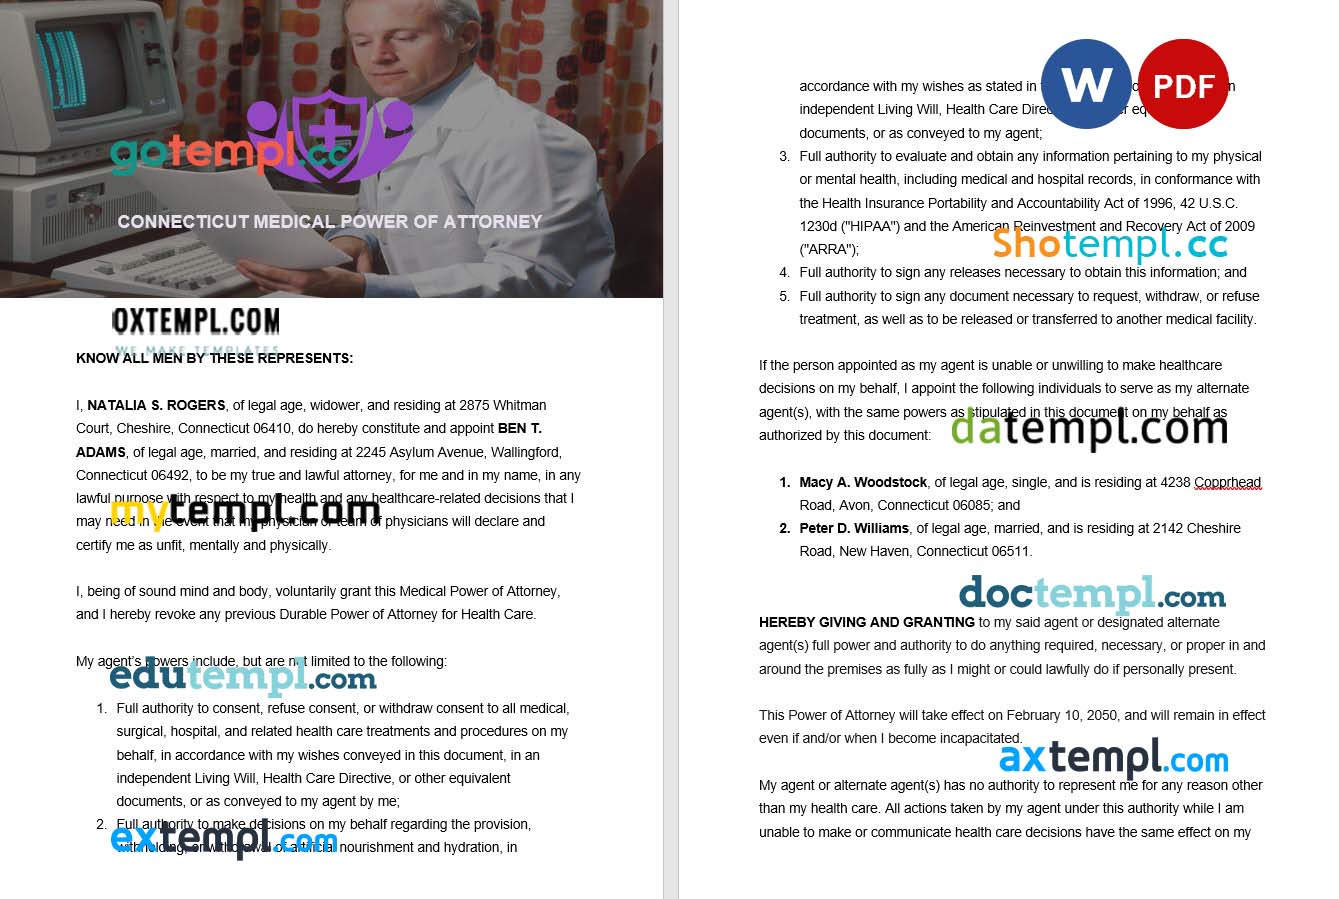 gotempl.cc
CONNECTICUT MEDICAL POWER OF ATTORNEY
OXTEMPL.COM
WE MAKE TEMPLATES
KNOW ALL MEN BY THESE REPRESENTS:
I, NATALIA S. ROGERS, of legal age, widower, and residing at 2875 Whitman
Court, Cheshire, Connecticut 06410, do hereby constitute and appoint BEN T.
ADAMS, of legal age, married, and residing at 2245 Asylum Avenue, Wallingford,
Connecticut 06492, to be my true and lawful attorney, for me and in my name, in any
lawful purpose with respect to my health and any healthcare-related decisions that I
mytempl.com
may need in the event that my physician or team of physicians will declare and
certify me as unfit, mentally and physically.
I, being of sound mind and body, voluntarily grant this Medical Power of Attorney,
and I hereby revoke any previous Durable Power of Attorney for Health Care.
My agent's powers include, but are not limited to the following:
edutempl.com
1. Full authority to consent, refuse consent, or withdraw consent to all medical,
surgical, hospital, and related health care treatments and procedures on my
behalf, in accordance with my wishes conveyed in this document, in an
independent Living Will, Health Care Directive, or other equivalent
documents, or as conveyed to my agent by me;
2. Full authority to make decisions on my behalf regarding the provision,
extempl.com
withholding, or withdrawal of artificial nourishment and hydration, in
W PDF
accordance with my wishes as stated in
independent Living Will, Health Care
documents, or as conveyed to my agent;
3. Full authority to evaluate and obtain any information pertaining to my physical
or mental health, including medical and hospital records, in conformance with
the Health Insurance Portability and Accountability Act of 1996, 42 U.S.C.
1230d ("HIPAA") and the American Reinvestment and Recovery Act of 2009
Shotempl.cc
("ARRA");
4. Full authority to sign any releases necessary to obtain this information; and
5. Full authority to sign any document necessary to request, withdraw, or refuse
treatment, as well as to be released or transferred to another medical facility.
If the person appointed as my agent is unable or unwilling to make healthcare
decisions on my behalf, I appoint the following individuals to serve as my alternate
agent(s), with the same powers as stipulated in this document on my behalf as
authorized by this document:
datempl.com
1. Macy A. Woodstock, of legal age, single, and is residing at 4238 Copprhead
Road, Avon, Connecticut 06085; and
2. Peter D. Williams, of legal age, married, and is residing at 2142 Cheshire
Road, New Haven, Connecticut 06511.
doctempl.com
HEREBY GIVING AND GRANTING to my said agent or designated alternate
agent(s) full power and authority to do anything required, necessary, or proper in and
around the premises as fully as I might or could lawfully do if personally present.
This Power of Attorney will take effect on February 10, 2050, and will remain in effect
even if and/or when I become incapacitated.
axtempl.com
My agent or alternate agent(s) has no authority to represent me for any reason other
than my health care. All actions taken by my agent under this authority while I am
unable to make or communicate health care decisions have the same effect on my